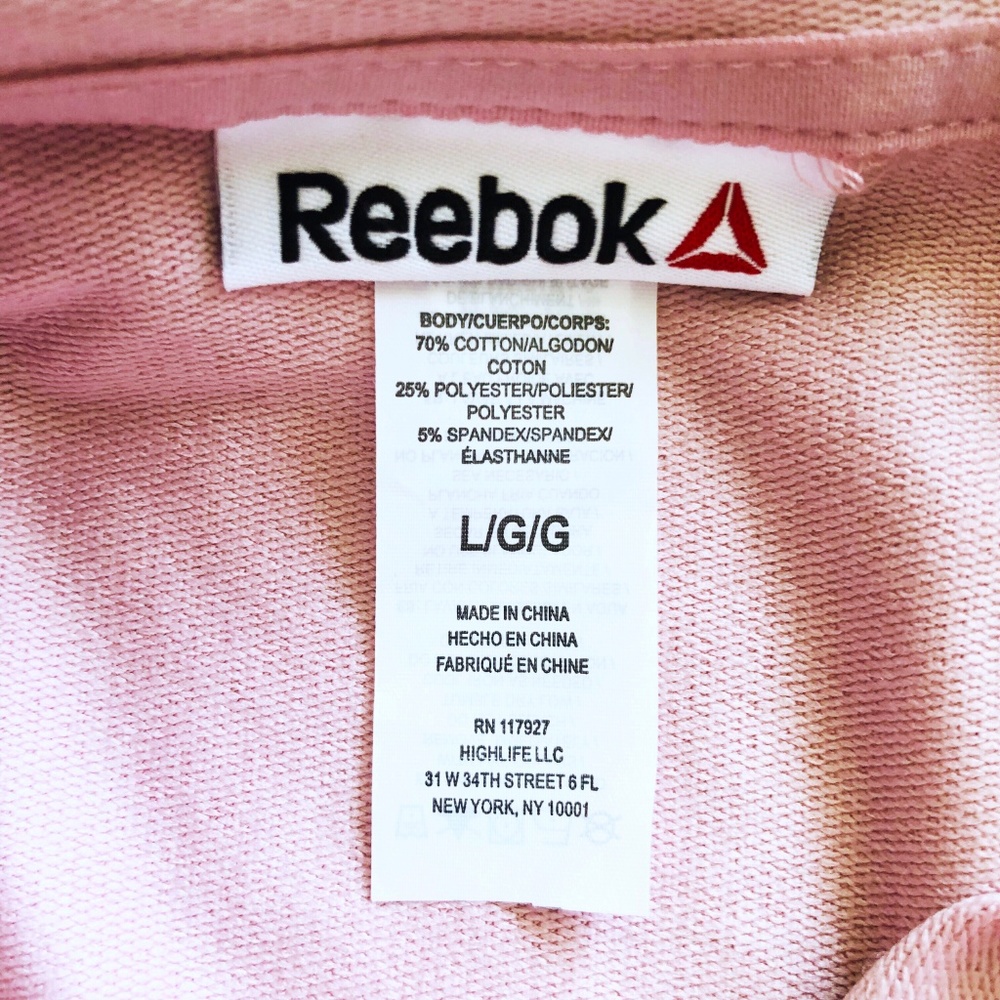 Reebok
BODY/CUERPO/CORPS:
70% COTTON/ALGODON/
COTON
25% POLYESTER/POLIESTER/
POLYESTER
5% SPANDEX/SPANDEX/
ÉLASTHANNE
L/G/G
MADE IN CHINA
HECHO EN CHINA
FABRIQUÉ EN CHINE
RN 117927
HIGHLIFE LLC
31 W 34TH STREET 6 FL
NEW YORK, NY 10001